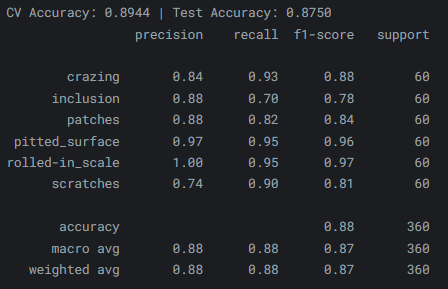 CV Accuracy: 0.8944 | Test Accuracy: 0.8750
precision recall f1-score support
crazing 0.84 0.93 0.88 60
inclusion 0.88 0.70 0.78 60
patches 0.88 0.82 0.84 60
pitted_surface 0.97 0.95 0.96 60
rolled-in_scale 1.00 0.95 0.97 60
scratches 0.74 0.90 0.81 60
accuracy 0.88 360
macro avg 0.88 0.88 0.87 360
weighted avg 0.88 0.88 0.87 360